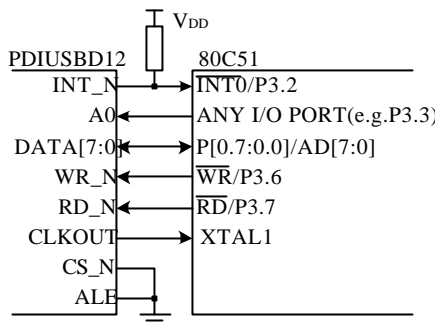 VDD
PDIUSBD12 80C51
INT_N INT0/P3.2
A0 ANY I/O PORT(e.g.P3.3)
DATA[7:0] P[0.7:0.0]/AD[7:0]
WR_N WR/P3.6
RD_N RD/P3.7
CLKOUT XTAL1
CS_N
ALE